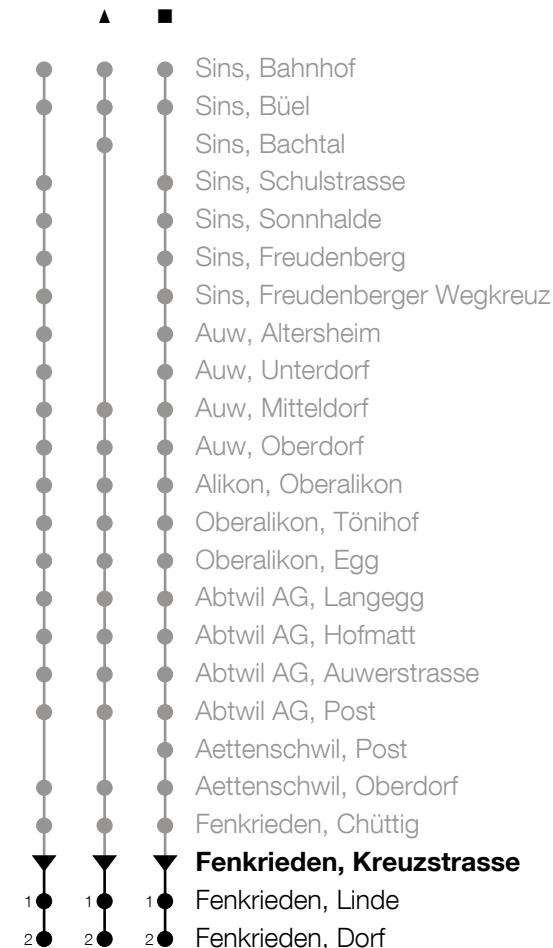 ▲ ■
Sins, Bahnhof
Sins, Büel
Sins, Bachtal
Sins, Schulstrasse
Sins, Sonnhalde
Sins, Freudenberg
Sins, Freudenberger Wegkreuz
Auw, Altersheim
Auw, Unterdorf
Auw, Mitteldorf
Auw, Oberdorf
Alikon, Oberalikon
Oberalikon, Tönihof
Oberalikon, Egg
Abtwil AG, Langegg
Abtwil AG, Hofmatt
Abtwil AG, Auwerstrasse
Abtwil AG, Post
Aettenschwil, Post
Aettenschwil, Oberdorf
Fenkrieden, Chüttig
Fenkrieden, Kreuzstrasse
1 1 1 Fenkrieden, Linde
2 2 2 Fenkrieden, Dorf